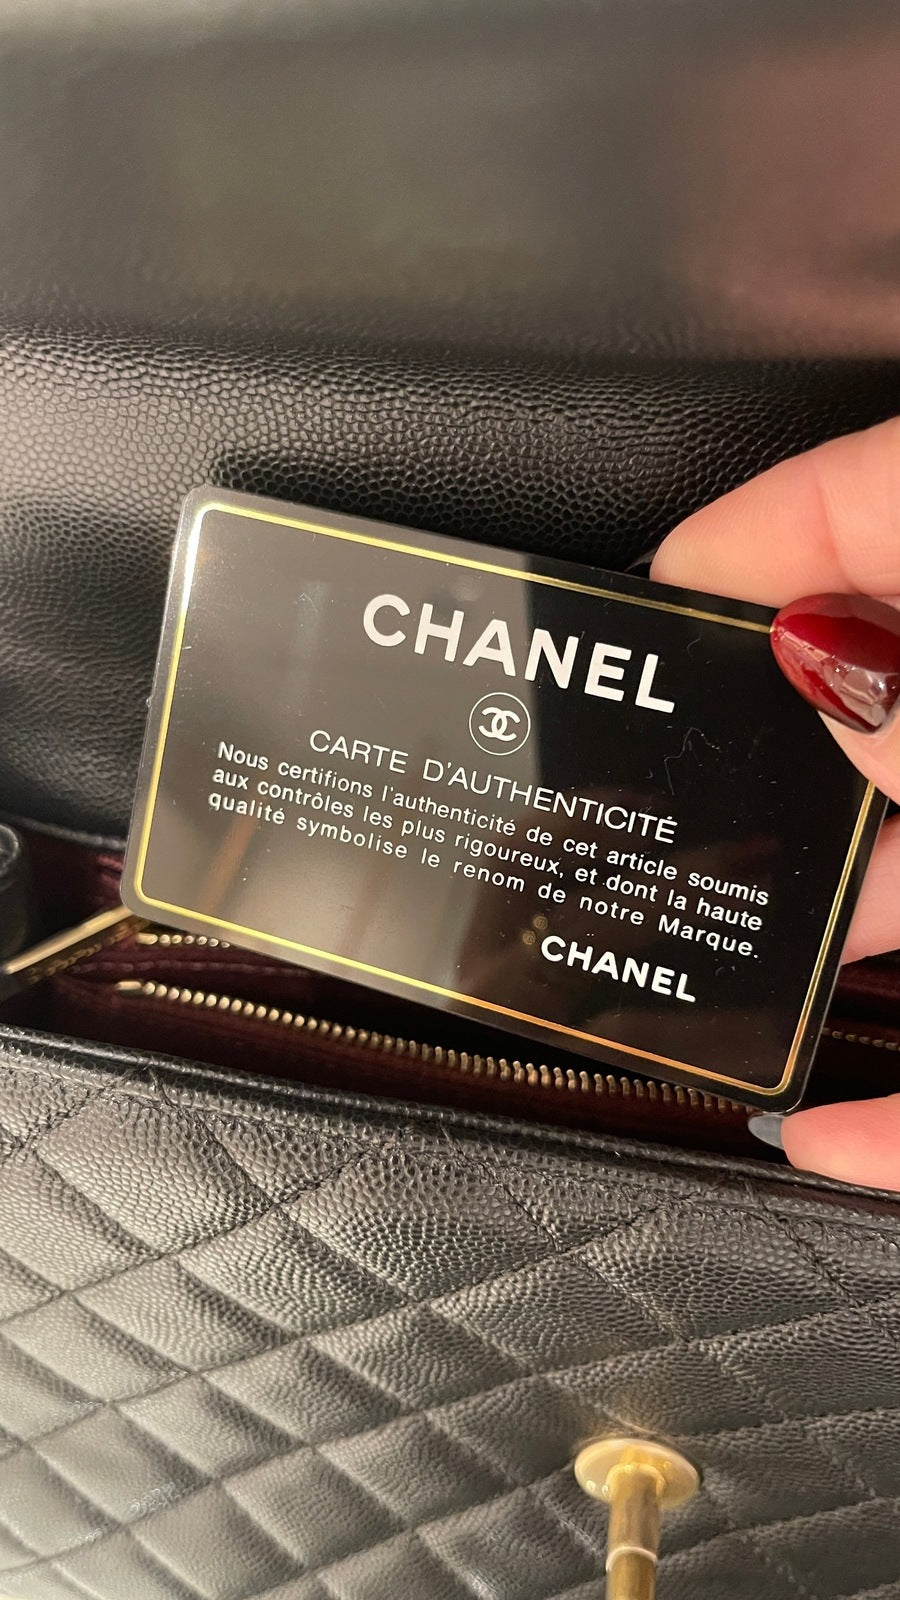 CHANEL
CARTE D'AUTHENTICITÉ
Nous certifions l'authenticité de cet article soumis
aux contrôles les plus rigoureux, et dont la haute
qualité symbolise le renom de notre Marque.
CHANEL